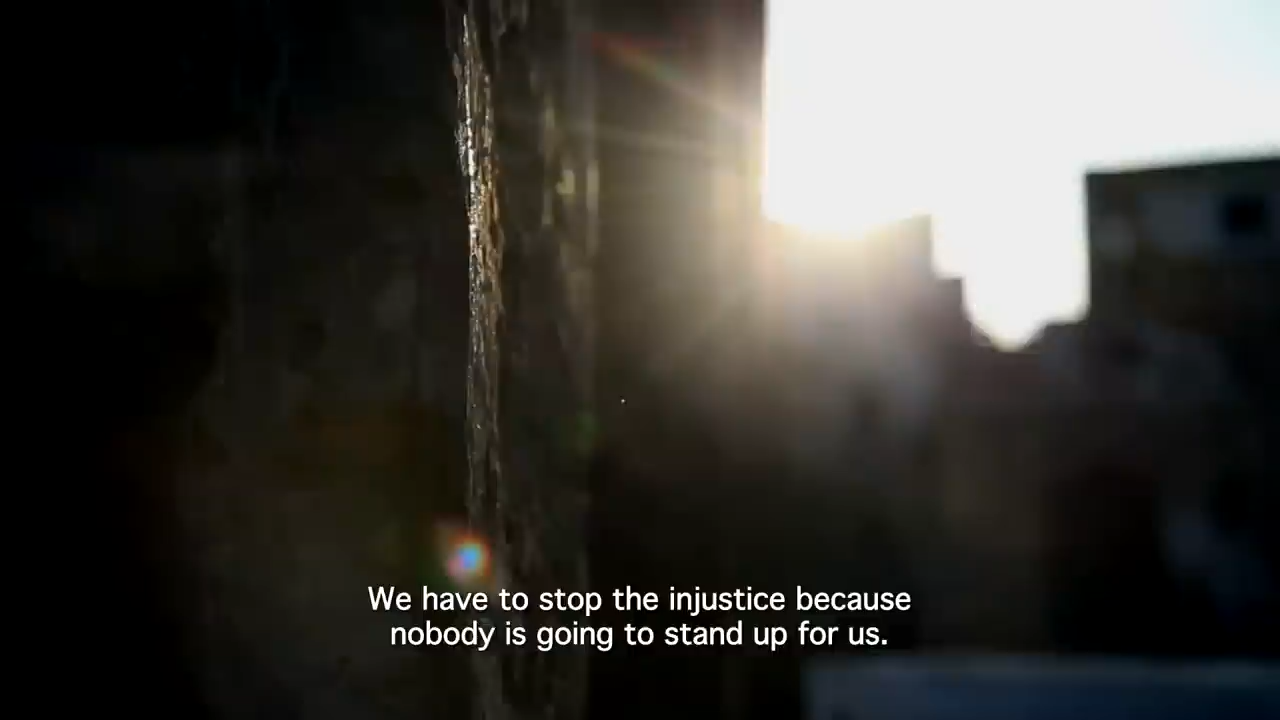 We have to stop the injustice because
nobody is going to stand up for us.